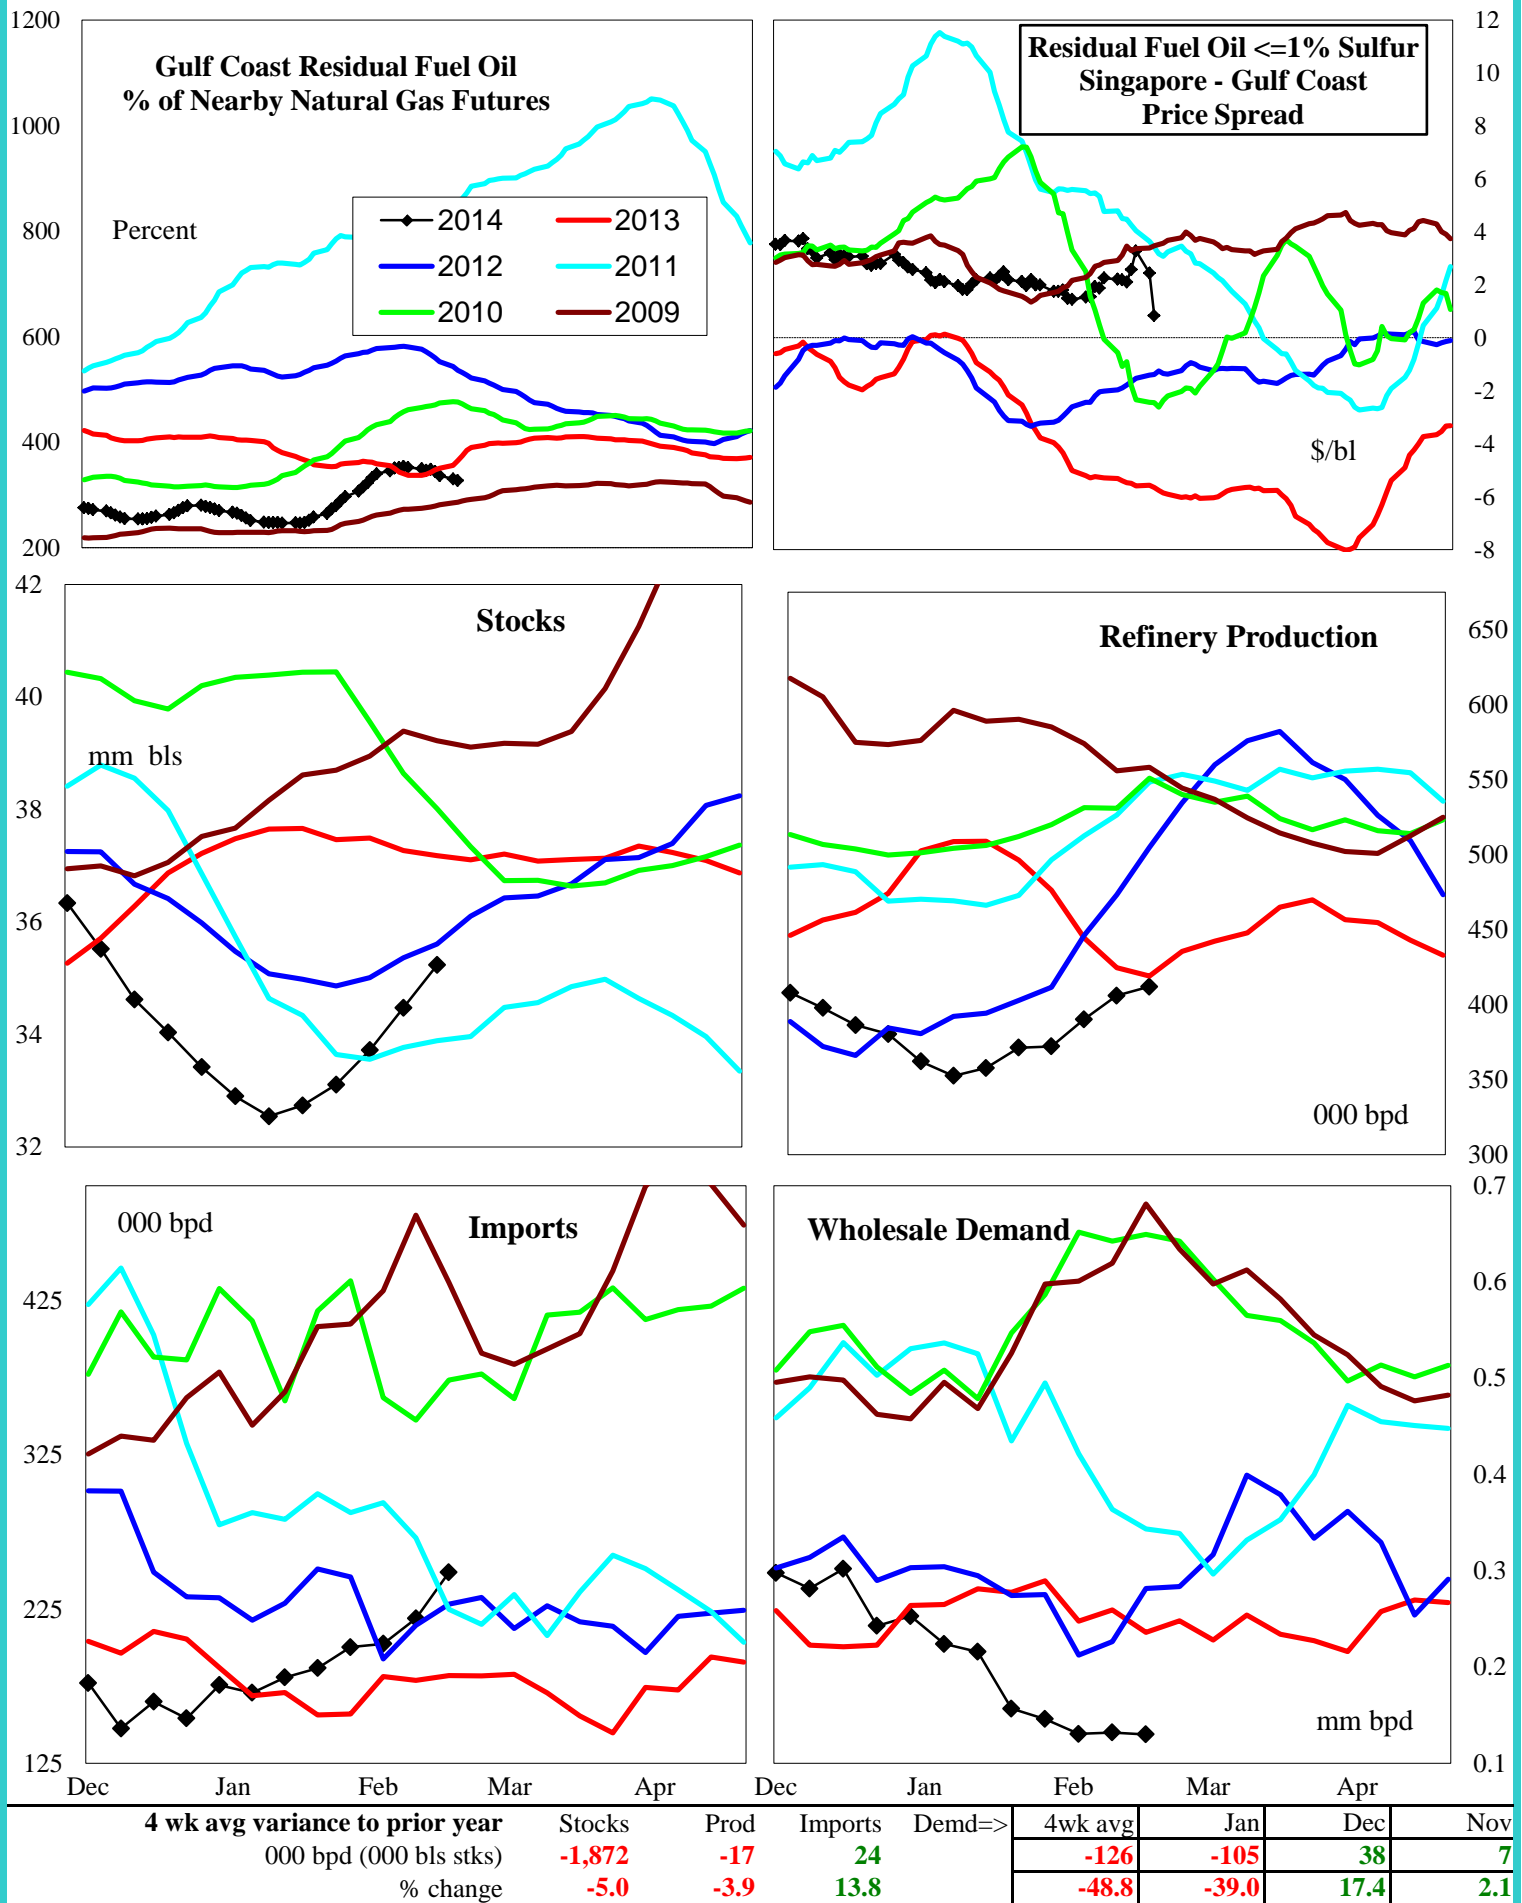 1200
1000
800
600
400
200
Gulf Coast Residual Fuel Oil
% of Nearby Natural Gas Futures
Percent
2014 2013
2012 2011
2010 2009
Residual Fuel Oil <=1% Sulfur
Singapore - Gulf Coast
Price Spread
$/bl
12
10
8
6
4
2
0
-2
-4
-6
-8
42
40
38
36
34
32
Stocks
mm bls
Refinery Production
000 bpd
650
600
550
500
450
400
350
300
000 bpd
Imports
425
325
225
125
Dec Jan Feb Mar Apr
Wholesale Demand
mm bpd
0.7
0.6
0.5
0.4
0.3
0.2
0.1
Dec Jan Feb Mar Apr
4 wk avg variance to prior year Stocks Prod Imports Demd=> 4wk avg Jan Dec Nov
000 bpd (000 bls stks) -1,872 -17 24 -126 -105 38 7
% change -5.0 -3.9 13.8 -48.8 -39.0 17.4 2.1